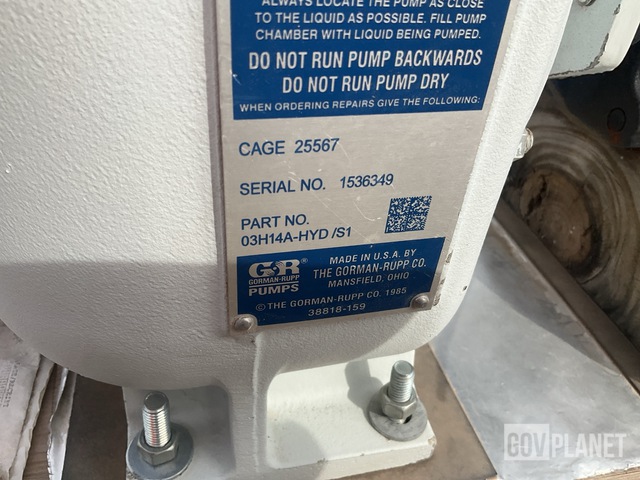 ALWAYS LOCATE THE PUMP AS CLOSE
TO THE LIQUID AS POSSIBLE. FILL PUMP
CHAMBER WITH LIQUID BEING PUMPED.
DO NOT RUN PUMP BACKWARDS
DO NOT RUN PUMP DRY
WHEN ORDERING REPAIRS GIVE THE FOLLOWING:
CAGE 25567
SERIAL NO. 1536349
PART NO.
03H14A-HYD /S1
G&R®
GORMAN-RUPP
PUMPS
MADE IN U.S.A. BY
THE GORMAN-RUPP CO.
MANSFIELD, OHIO
© THE GORMAN-RUPP CO. 1985
38818-159
GOVPLANET